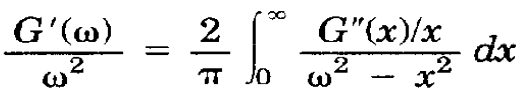 G′(ω)/ω² = 2/π ∫₀^∞ G″(x)/x / (ω² − x²) dx